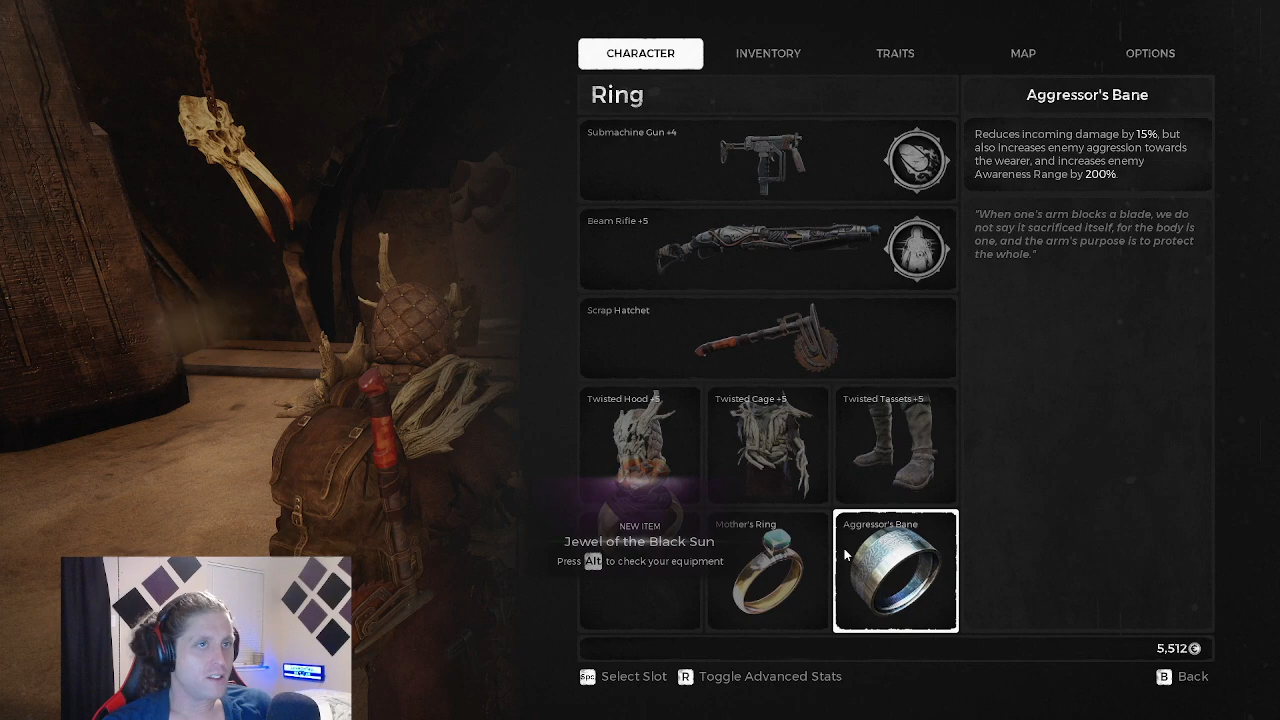 CHARACTER
INVENTORY
TRAITS
MAP
OPTIONS
Ring
Aggressor's Bane
Submachine Gun +4
Reduces incoming damage by 15%, but
also increases enemy aggression towards
the wearer, and increases enemy
Awareness Range by 200%.
Beam Rifle +5
"When one's arm blocks a blade, we do
not say it sacrificed itself, for the body is
one, and the arm's purpose is to protect
the whole."
Scrap Hatchet
Twisted Hood +5
Twisted Cage +5
Twisted Tassets +5
NEW ITEM
Jewel of the Black Sun
Press Alt to check your equipment
Mother's Ring
Aggressor's Bane
5,512
Spc Select Slot
R Toggle Advanced Stats
B Back